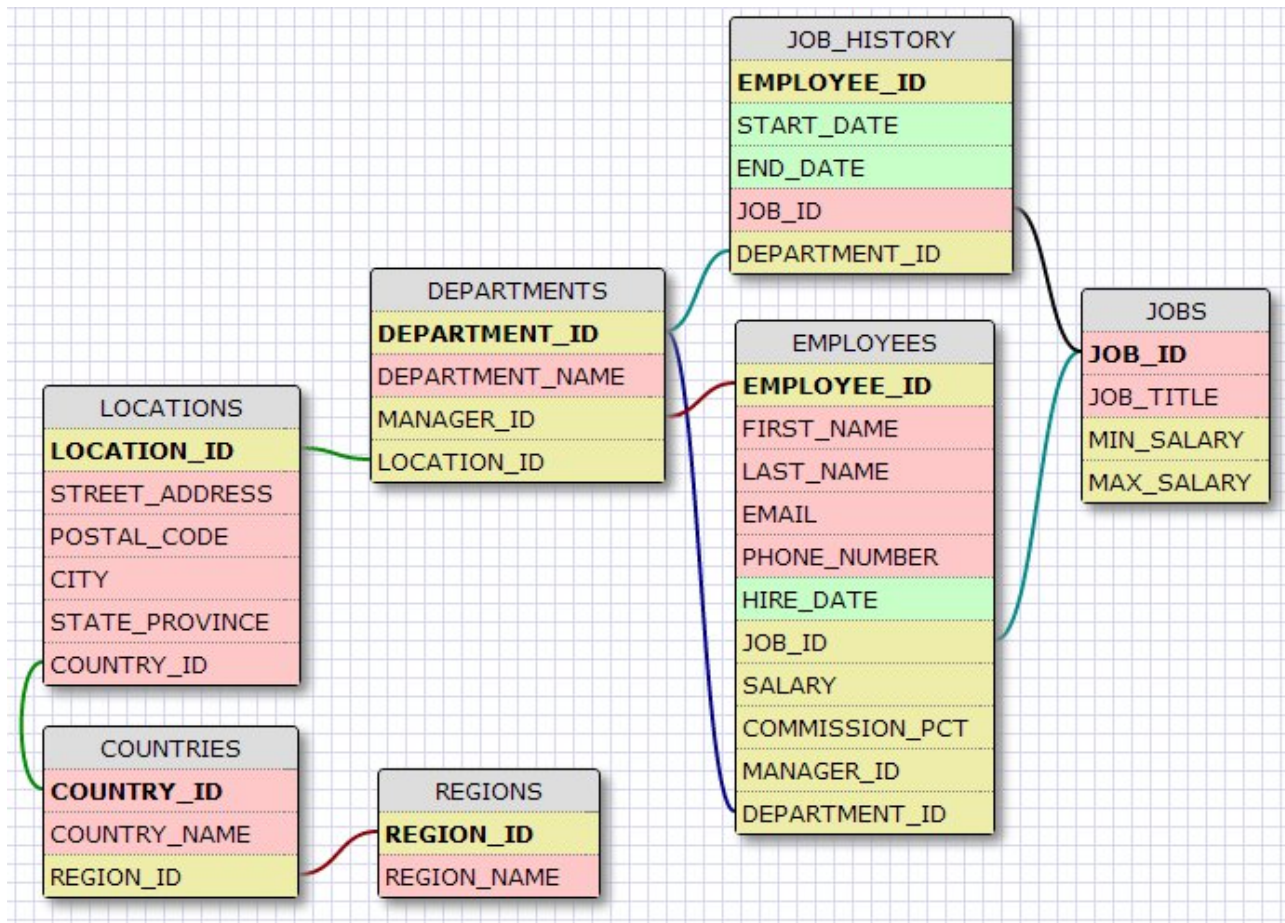 JOB_HISTORY
EMPLOYEE_ID
START_DATE
END_DATE
JOB_ID
DEPARTMENT_ID
DEPARTMENTS
DEPARTMENT_ID
DEPARTMENT_NAME
MANAGER_ID
LOCATION_ID
JOBS
JOB_ID
JOB_TITLE
MIN_SALARY
MAX_SALARY
EMPLOYEES
EMPLOYEE_ID
FIRST_NAME
LAST_NAME
EMAIL
PHONE_NUMBER
HIRE_DATE
JOB_ID
SALARY
COMMISSION_PCT
MANAGER_ID
DEPARTMENT_ID
LOCATIONS
LOCATION_ID
STREET_ADDRESS
POSTAL_CODE
CITY
STATE_PROVINCE
COUNTRY_ID
COUNTRIES
COUNTRY_ID
COUNTRY_NAME
REGION_ID
REGIONS
REGION_ID
REGION_NAME